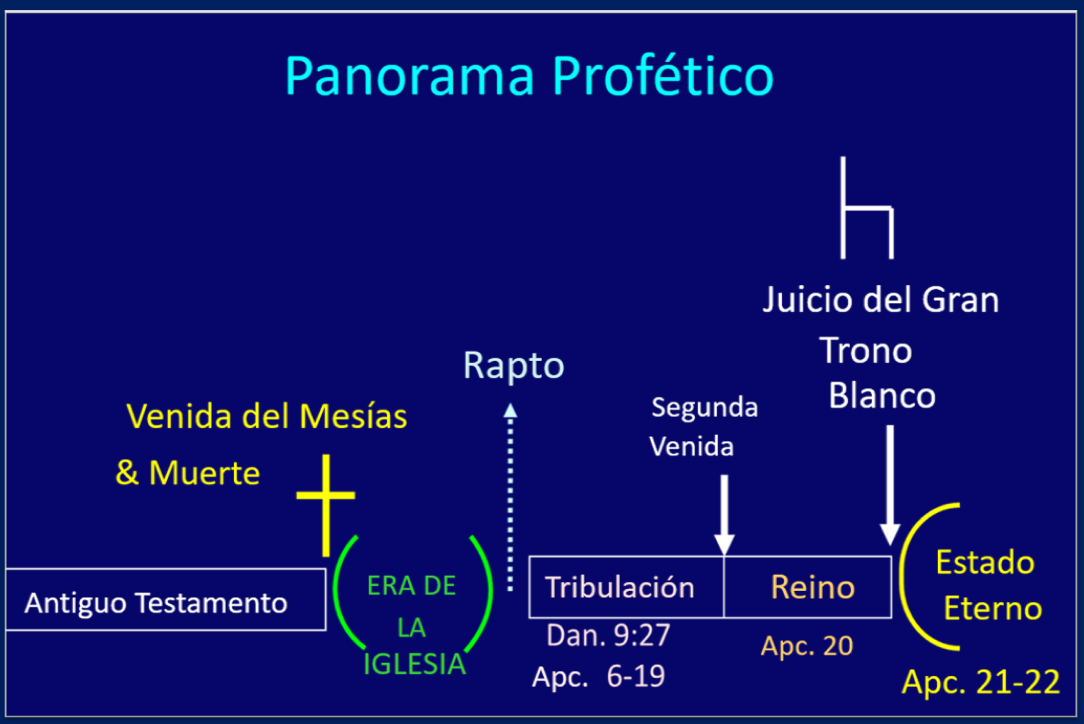 Panorama Profético
Juicio del Gran
Trono
Blanco
Rapto
Segunda
Venida
Venida del Mesías
& Muerte
Antiguo Testamento
ERA DE
LA
IGLESIA
Tribulación
Dan. 9:27
Apc. 6-19
Reino
Apc. 20
Estado
Eterno
Apc. 21-22